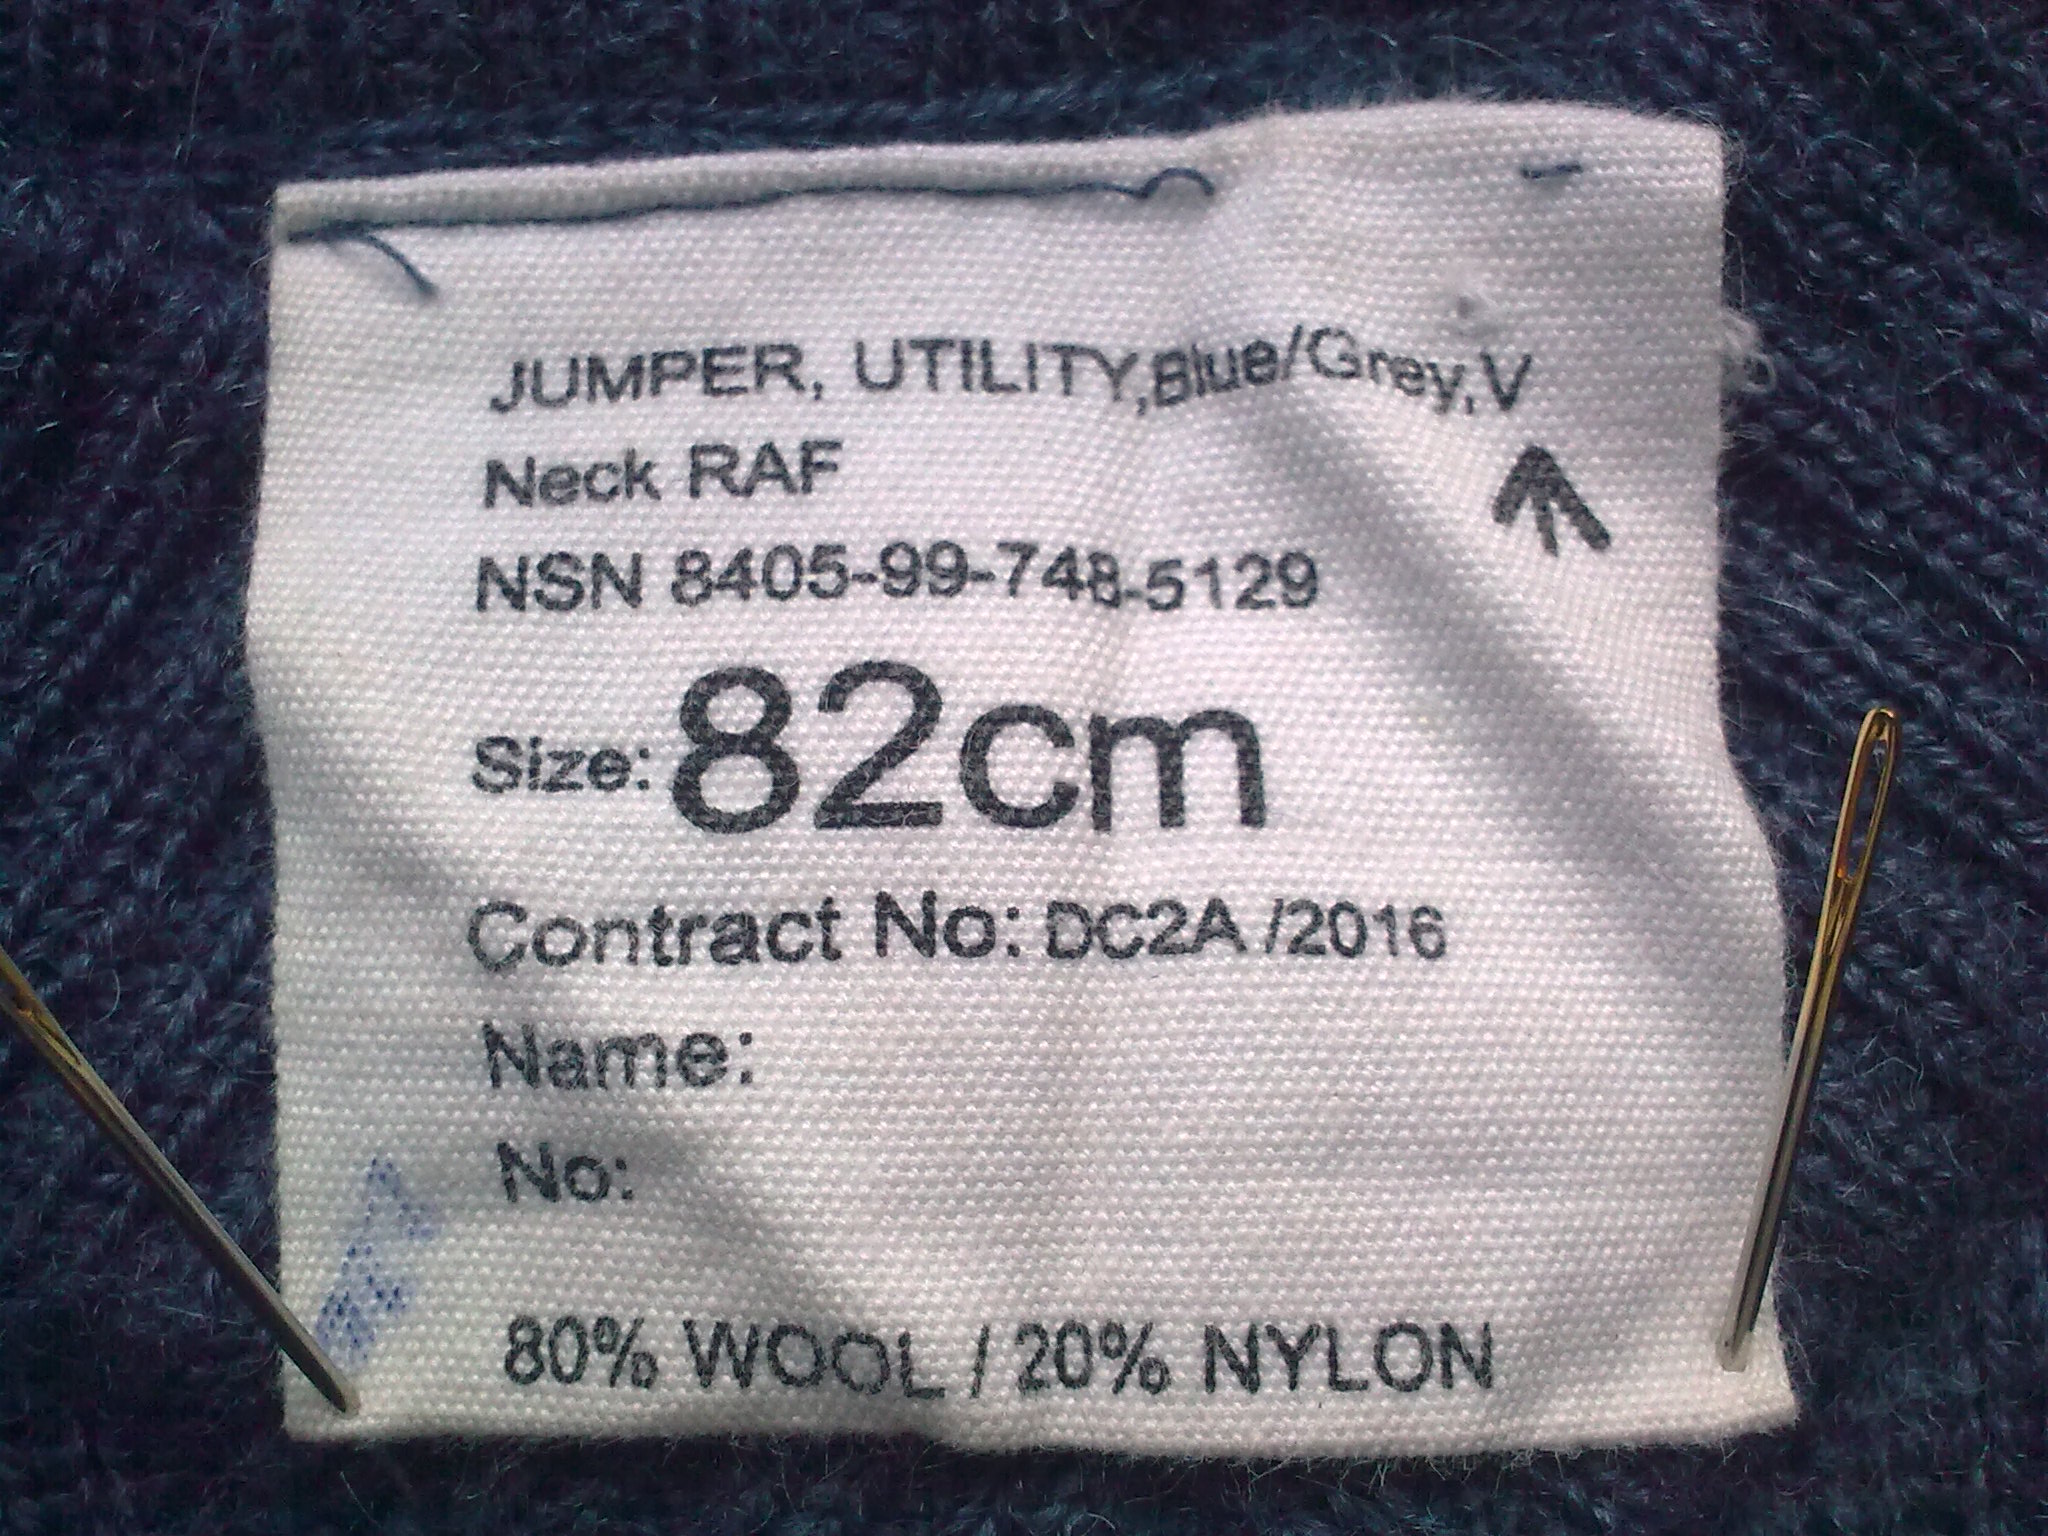 JUMPER, UTILITY,Blue/Grey,V
Neck RAF
NSN 8405-99-748-5129
Size: 82cm
Contract No: DC2A /2016
Name:
No:
80% WOOL / 20% NYLON